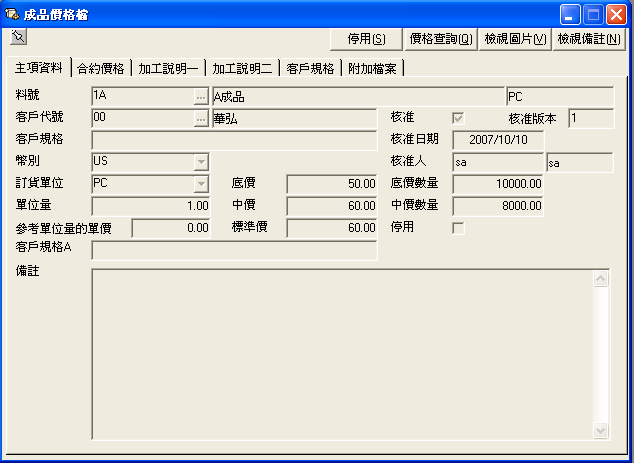 成品價格檔
停用(S) 價格查詢(Q) 檢視圖片(V) 檢視備註(N)
主項資料 合約價格 加工說明一 加工說明二 客戶規格 附加檔案
料號 1A ... A成品 PC
客戶代號 00 ... 華弘 核准 核准版本 1
客戶規格 核准日期 2007/10/10
幣別 US 核准人 sa sa
訂貨單位 PC 底價 50.00 底價數量 10000.00
單位量 1.00 中價 60.00 中價數量 8000.00
參考單位量的單價 0.00 標準價 60.00 停用
客戶規格A
備註